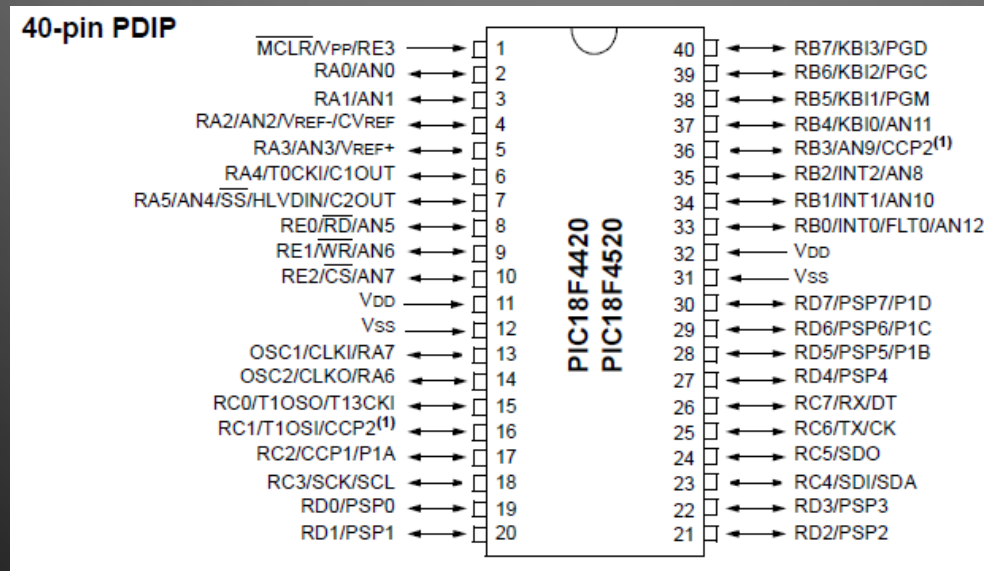 40-pin PDIP
MCLR/VPP/RE3 1
RA0/AN0 2
RA1/AN1 3
RA2/AN2/VREF-/CVREF 4
RA3/AN3/VREF+ 5
RA4/T0CKI/C1OUT 6
RA5/AN4/SS/HLVDIN/C2OUT 7
RE0/RD/AN5 8
RE1/WR/AN6 9
RE2/CS/AN7 10
VDD 11
VSS 12
OSC1/CLKI/RA7 13
OSC2/CLKO/RA6 14
RC0/T1OSO/T13CKI 15
RC1/T1OSI/CCP2(1) 16
RC2/CCP1/P1A 17
RC3/SCK/SCL 18
RD0/PSP0 19
RD1/PSP1 20
PIC18F4420
PIC18F4520
40 RB7/KBI3/PGD
39 RB6/KBI2/PGC
38 RB5/KBI1/PGM
37 RB4/KBI0/AN11
36 RB3/AN9/CCP2(1)
35 RB2/INT2/AN8
34 RB1/INT1/AN10
33 RB0/INT0/FLT0/AN12
32 VDD
31 VSS
30 RD7/PSP7/P1D
29 RD6/PSP6/P1C
28 RD5/PSP5/P1B
27 RD4/PSP4
26 RC7/RX/DT
25 RC6/TX/CK
24 RC5/SDO
23 RC4/SDI/SDA
22 RD3/PSP3
21 RD2/PSP2